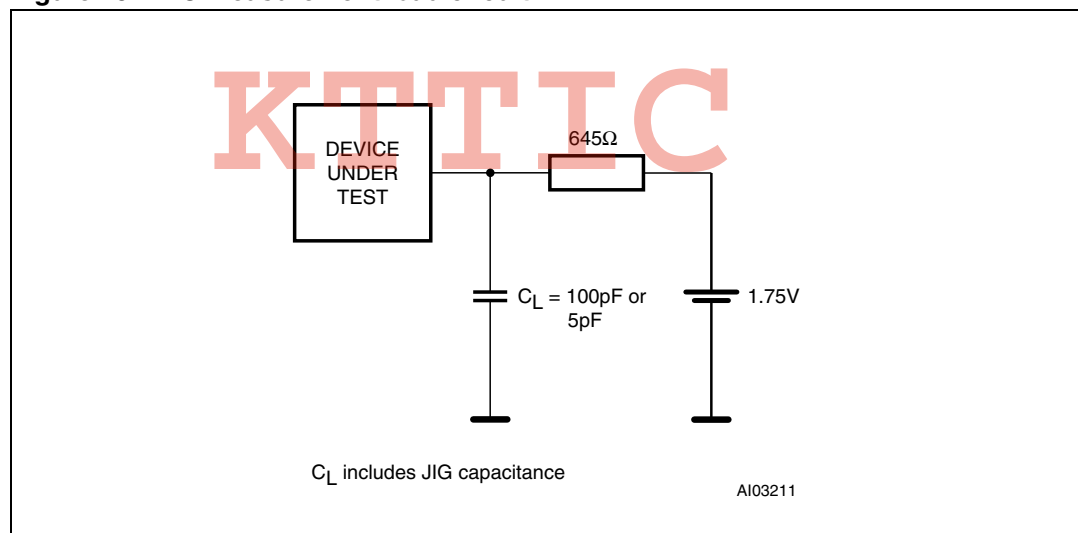 KTTIC
DEVICE
UNDER
TEST
645Ω
CL = 100pF or
5pF
1.75V
CL includes JIG capacitance
AI03211